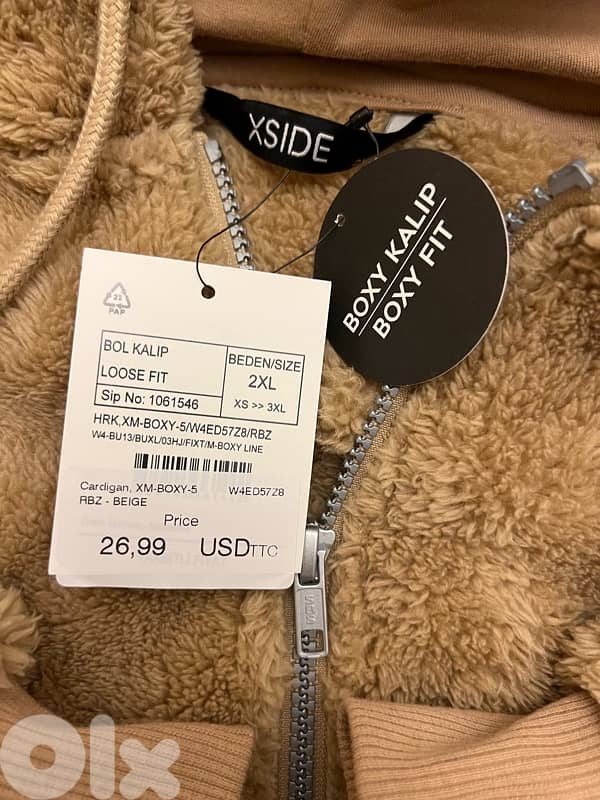 XSIDE
BOXY KALIP
BOXY FIT
22
PAP
BOL KALIP
LOOSE FIT
Sip No: 1061546
BEDEN/SIZE
2XL
XS >> 3XL
HRK,XM-BOXY-5/W4ED57Z8/RBZ
W4-BU13/BUXL/03HJ/FIXT/M-BOXY LINE
Cardigan, XM-BOXY-5 W4ED57Z8
RBZ - BEIGE
Price
26,99 USDTTC
olx